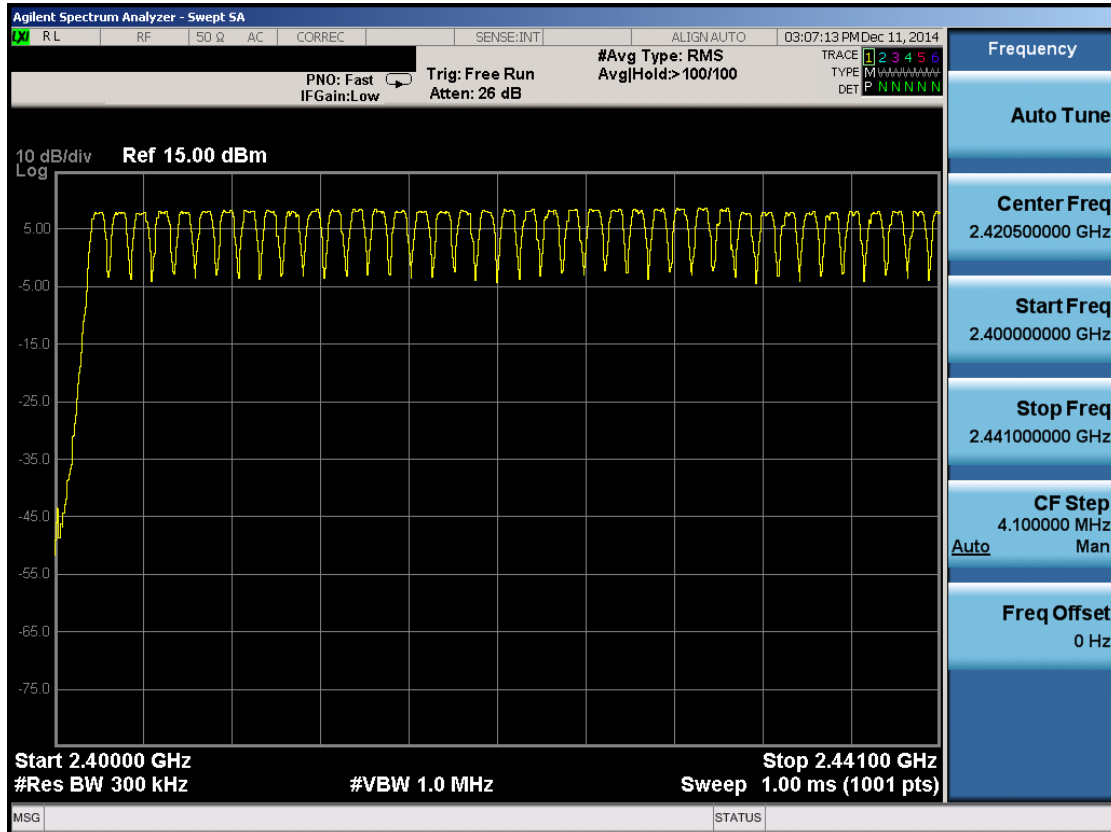 Agilent Spectrum Analyzer - Swept SA
LXI RL RF 50 Ω AC CORREC SENSE:INT ALIGN AUTO 03:07:13 PM Dec 11, 2014
PNO: Fast
IFGain:Low
Trig: Free Run
Atten: 26 dB
#Avg Type: RMS
Avg|Hold:>100/100
TRACE 1 2 3 4 5 6
TYPE M WWWWW
DET P N N N N N
10 dB/div Ref 15.00 dBm
Log
5.00
-5.00
-15.0
-25.0
-35.0
-45.0
-55.0
-65.0
-75.0
Start 2.40000 GHz Stop 2.44100 GHz
#Res BW 300 kHz #VBW 1.0 MHz Sweep 1.00 ms (1001 pts)
MSG STATUS
Frequency
Auto Tune
Center Freq
2.420500000 GHz
Start Freq
2.400000000 GHz
Stop Freq
2.441000000 GHz
CF Step
4.100000 MHz
Auto Man
Freq Offset
0 Hz